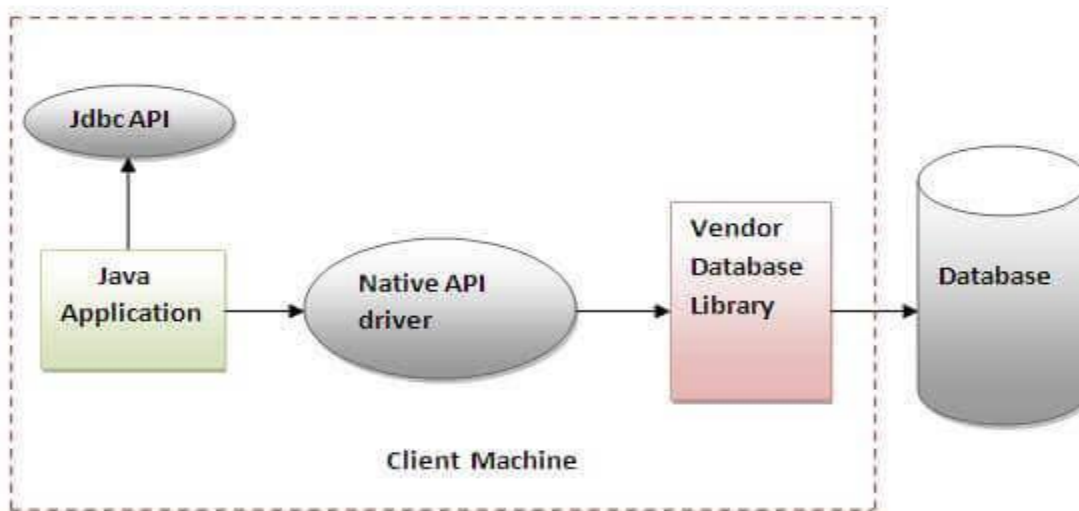 Jdbc API
Java
Application
Native API
driver
Vendor
Database
Library
Database
Client Machine